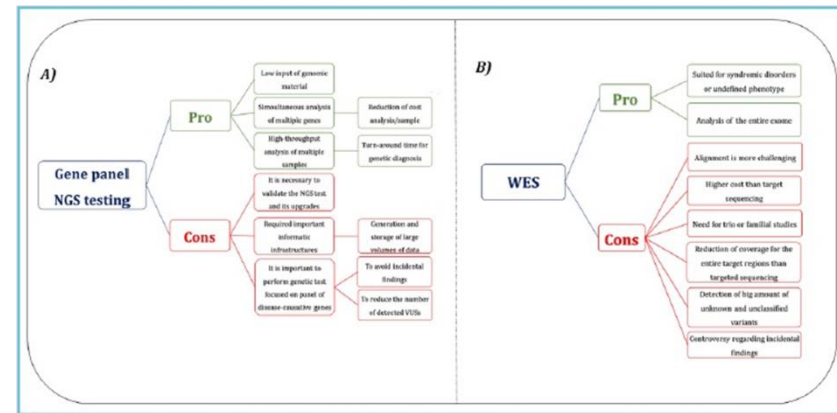 A)
Gene panel
NGS testing
Pro
Low input of genomic
material
Simoultaneous analysis
of multiple genes
Reduction of cost
analysis/sample
High-throughput
analysis of multiple
samples
Turn-around time for
genetic diagnosis
Cons
It is necessary to
validate the NGS test
and its upgrades
Required important
informatic
infrastructures
Generation and
storage of large
volumes of data
It is important to
perform genetic test
focused on panel of
disease-causative genes
To avoid incidental
findings
To reduce the number
of detected VUSs
B)
WES
Pro
Suited for syndromic disorders
or undefined phenotype
Analysis of the entire exome
Cons
Alignment is more challenging
Higher cost than target
sequencing
Need for trio or familial studies
Reduction of coverage for the
entire target regions than
targeted sequencing
Detection of big amount of
unknown and unclassified
variants
Controversy regarding incidental
findings